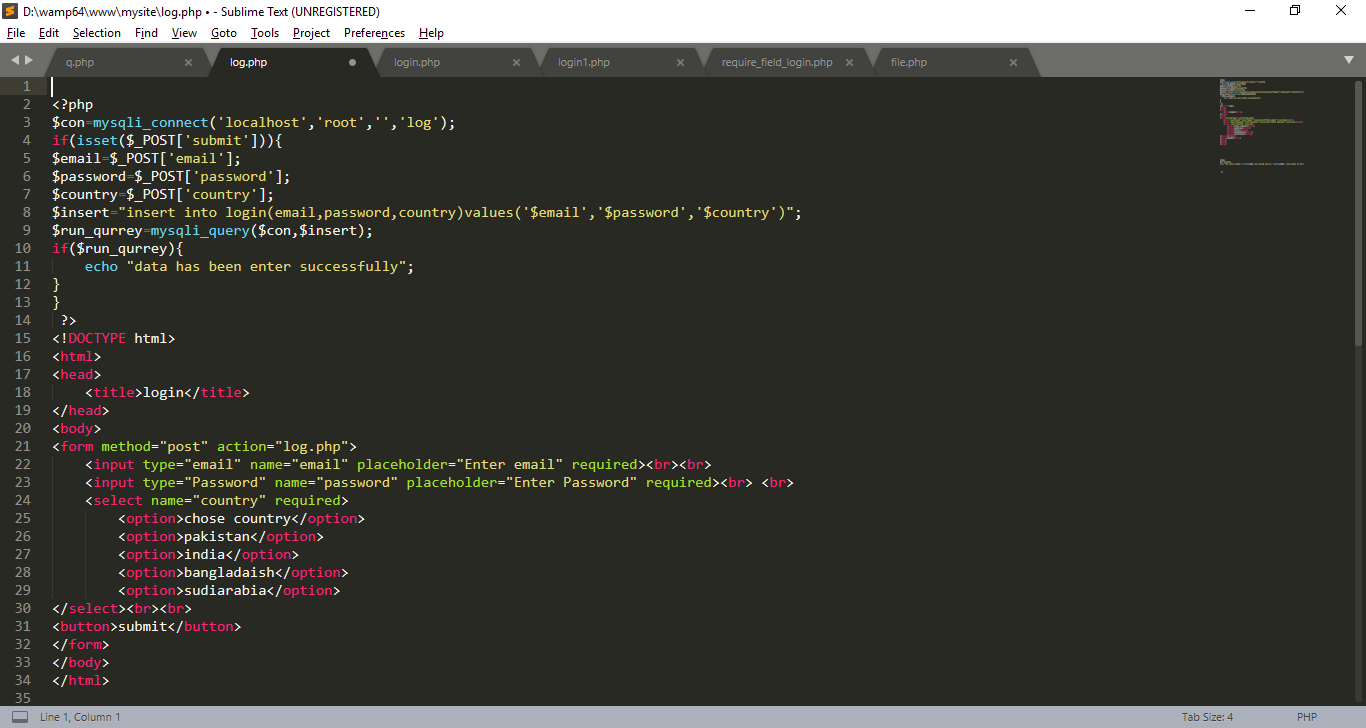 D:\wamp64\www\mysite\log.php • - Sublime Text (UNREGISTERED)
File Edit Selection Find View Goto Tools Project Preferences Help
q.php log.php login.php login1.php require_field_login.php file.php
1
2 <?php
3 $con=mysqli_connect('localhost','root','','log');
4 if(isset($_POST['submit'])){
5 $email=$_POST['email'];
6 $password=$_POST['password'];
7 $country=$_POST['country'];
8 $insert="insert into login(email,password,country)values('$email','$password','$country')";
9 $run_qurrey=mysqli_query($con,$insert);
10 if($run_qurrey){
11     echo "data has been enter successfully";
12 }
13 }
14  ?>
15 <!DOCTYPE html>
16 <html>
17 <head>
18     <title>login</title>
19 </head>
20 <body>
21 <form method="post" action="log.php">
22     <input type="email" name="email" placeholder="Enter email" required><br><br>
23     <input type="Password" name="password" placeholder="Enter Password" required><br> <br>
24     <select name="country" required>
25         <option>chose country</option>
26         <option>pakistan</option>
27         <option>india</option>
28         <option>bangladaish</option>
29         <option>sudiarabia</option>
30 </select><br><br>
31 <button>submit</button>
32 </form>
33 </body>
34 </html>
35
Line 1, Column 1 Tab Size: 4 PHP